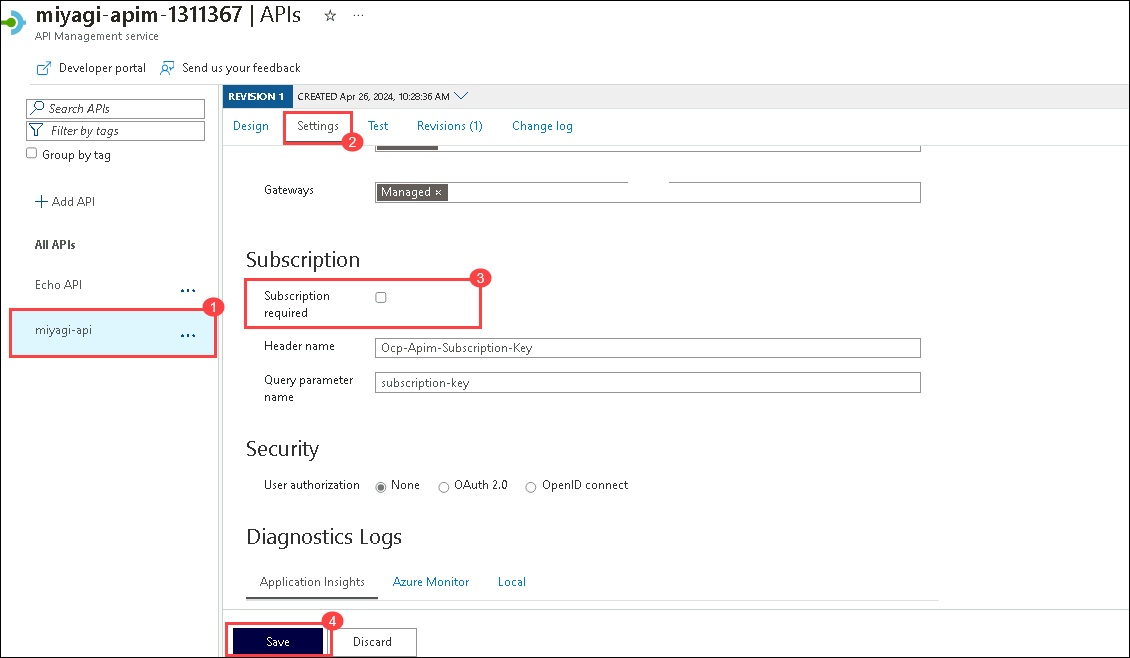 miyagi-apim-1311367 | APIs
API Management service
Developer portal
Send us your feedback
Search APIs
Filter by tags
Group by tag
Add API
All APIs
Echo API
miyagi-api
1
REVISION 1
CREATED Apr 26, 2024, 10:28:36 AM
Design
Settings
2
Test
Revisions (1)
Change log
Gateways
Managed ×
Subscription
Subscription
required
3
Header name
Ocp-Apim-Subscription-Key
Query parameter
name
subscription-key
Security
User authorization
None
OAuth 2.0
OpenID connect
Diagnostics Logs
Application Insights
Azure Monitor
Local
Save
4
Discard